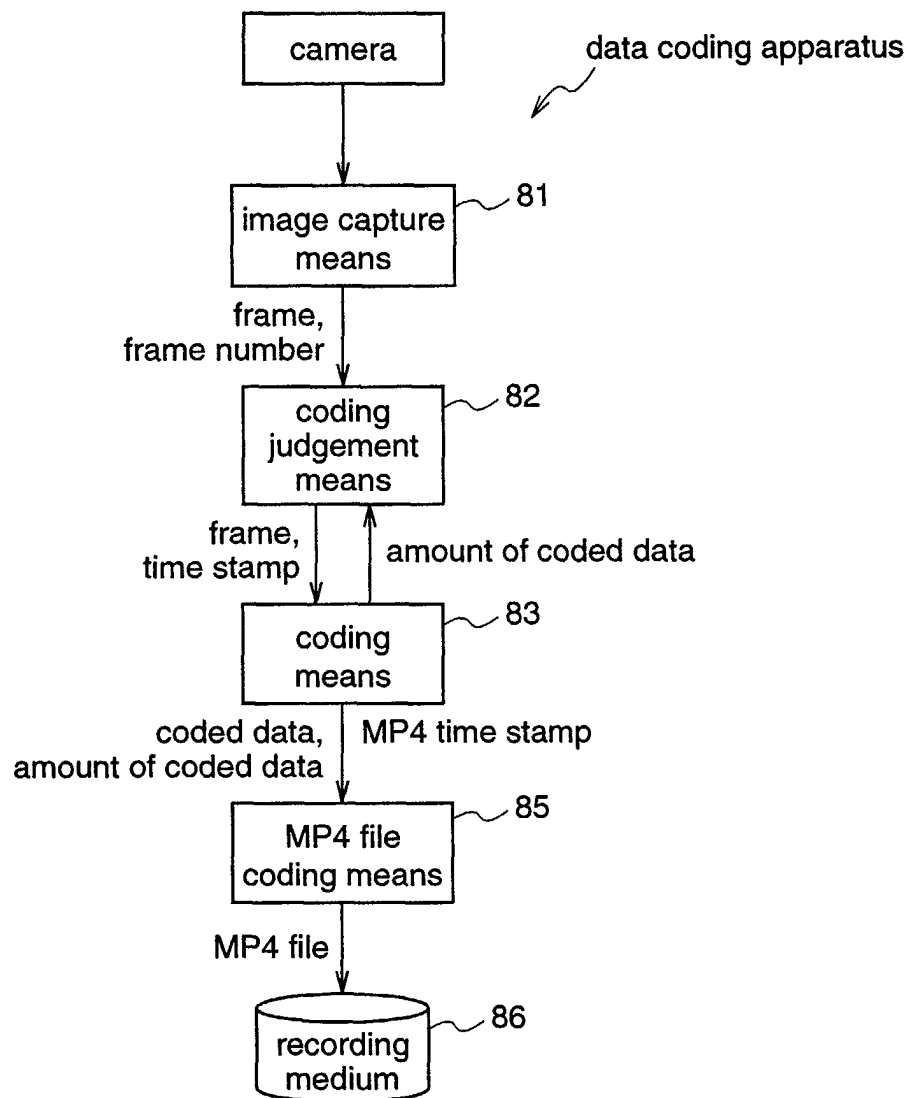 camera
data coding apparatus
81
image capture
means
frame,
frame number
82
coding
judgement
means
frame,
time stamp
amount of coded data
83
coding
means
coded data,
amount of coded data
MP4 time stamp
85
MP4 file
coding means
MP4 file
86
recording
medium